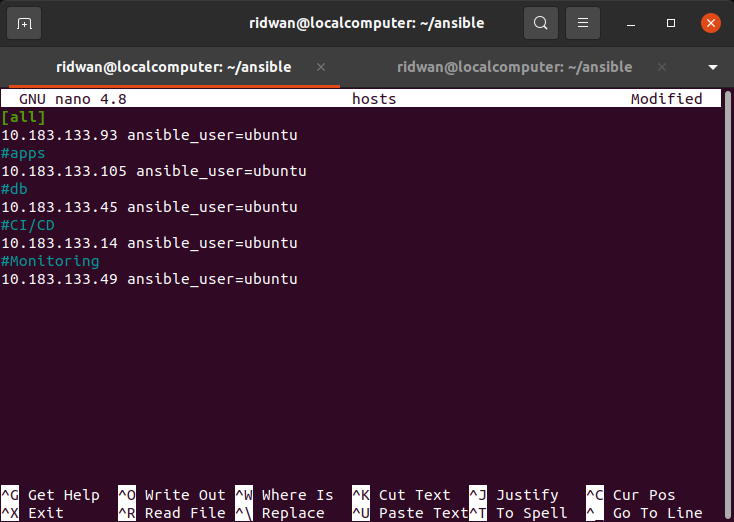 ridwan@localcomputer: ~/ansible
ridwan@localcomputer: ~/ansible × ridwan@localcomputer: ~/ansible ×
GNU nano 4.8 hosts Modified
[all]
10.183.133.93 ansible_user=ubuntu
#apps
10.183.133.105 ansible_user=ubuntu
#db
10.183.133.45 ansible_user=ubuntu
#CI/CD
10.183.133.14 ansible_user=ubuntu
#Monitoring
10.183.133.49 ansible_user=ubuntu
^G Get Help ^O Write Out ^W Where Is ^K Cut Text ^J Justify ^C Cur Pos
^X Exit ^R Read File ^\ Replace ^U Paste Text ^T To Spell ^_ Go To Line